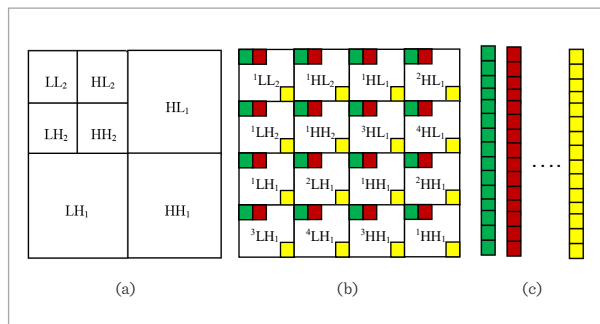 LL₂ HL₂ HL₁
LH₂ HH₂
LH₁ HH₁
(a)
¹LL₂ ¹HL₂ ¹HL₁ ²HL₁
¹LH₂ ¹HH₂ ³HL₁ ⁴HL₁
¹LH₁ ²LH₁ ¹HH₁ ²HH₁
³LH₁ ⁴LH₁ ³HH₁ ¹HH₁
(b)
....
(c)